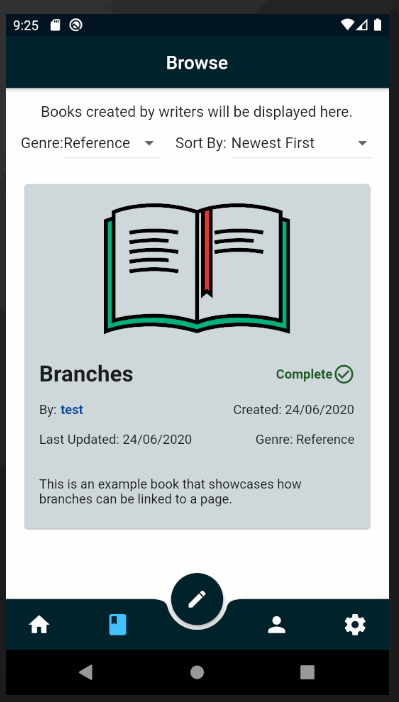 9:25
Browse
Books created by writers will be displayed here.
Genre:Reference Sort By: Newest First
Branches Complete
By: test Created: 24/06/2020
Last Updated: 24/06/2020 Genre: Reference
This is an example book that showcases how
branches can be linked to a page.